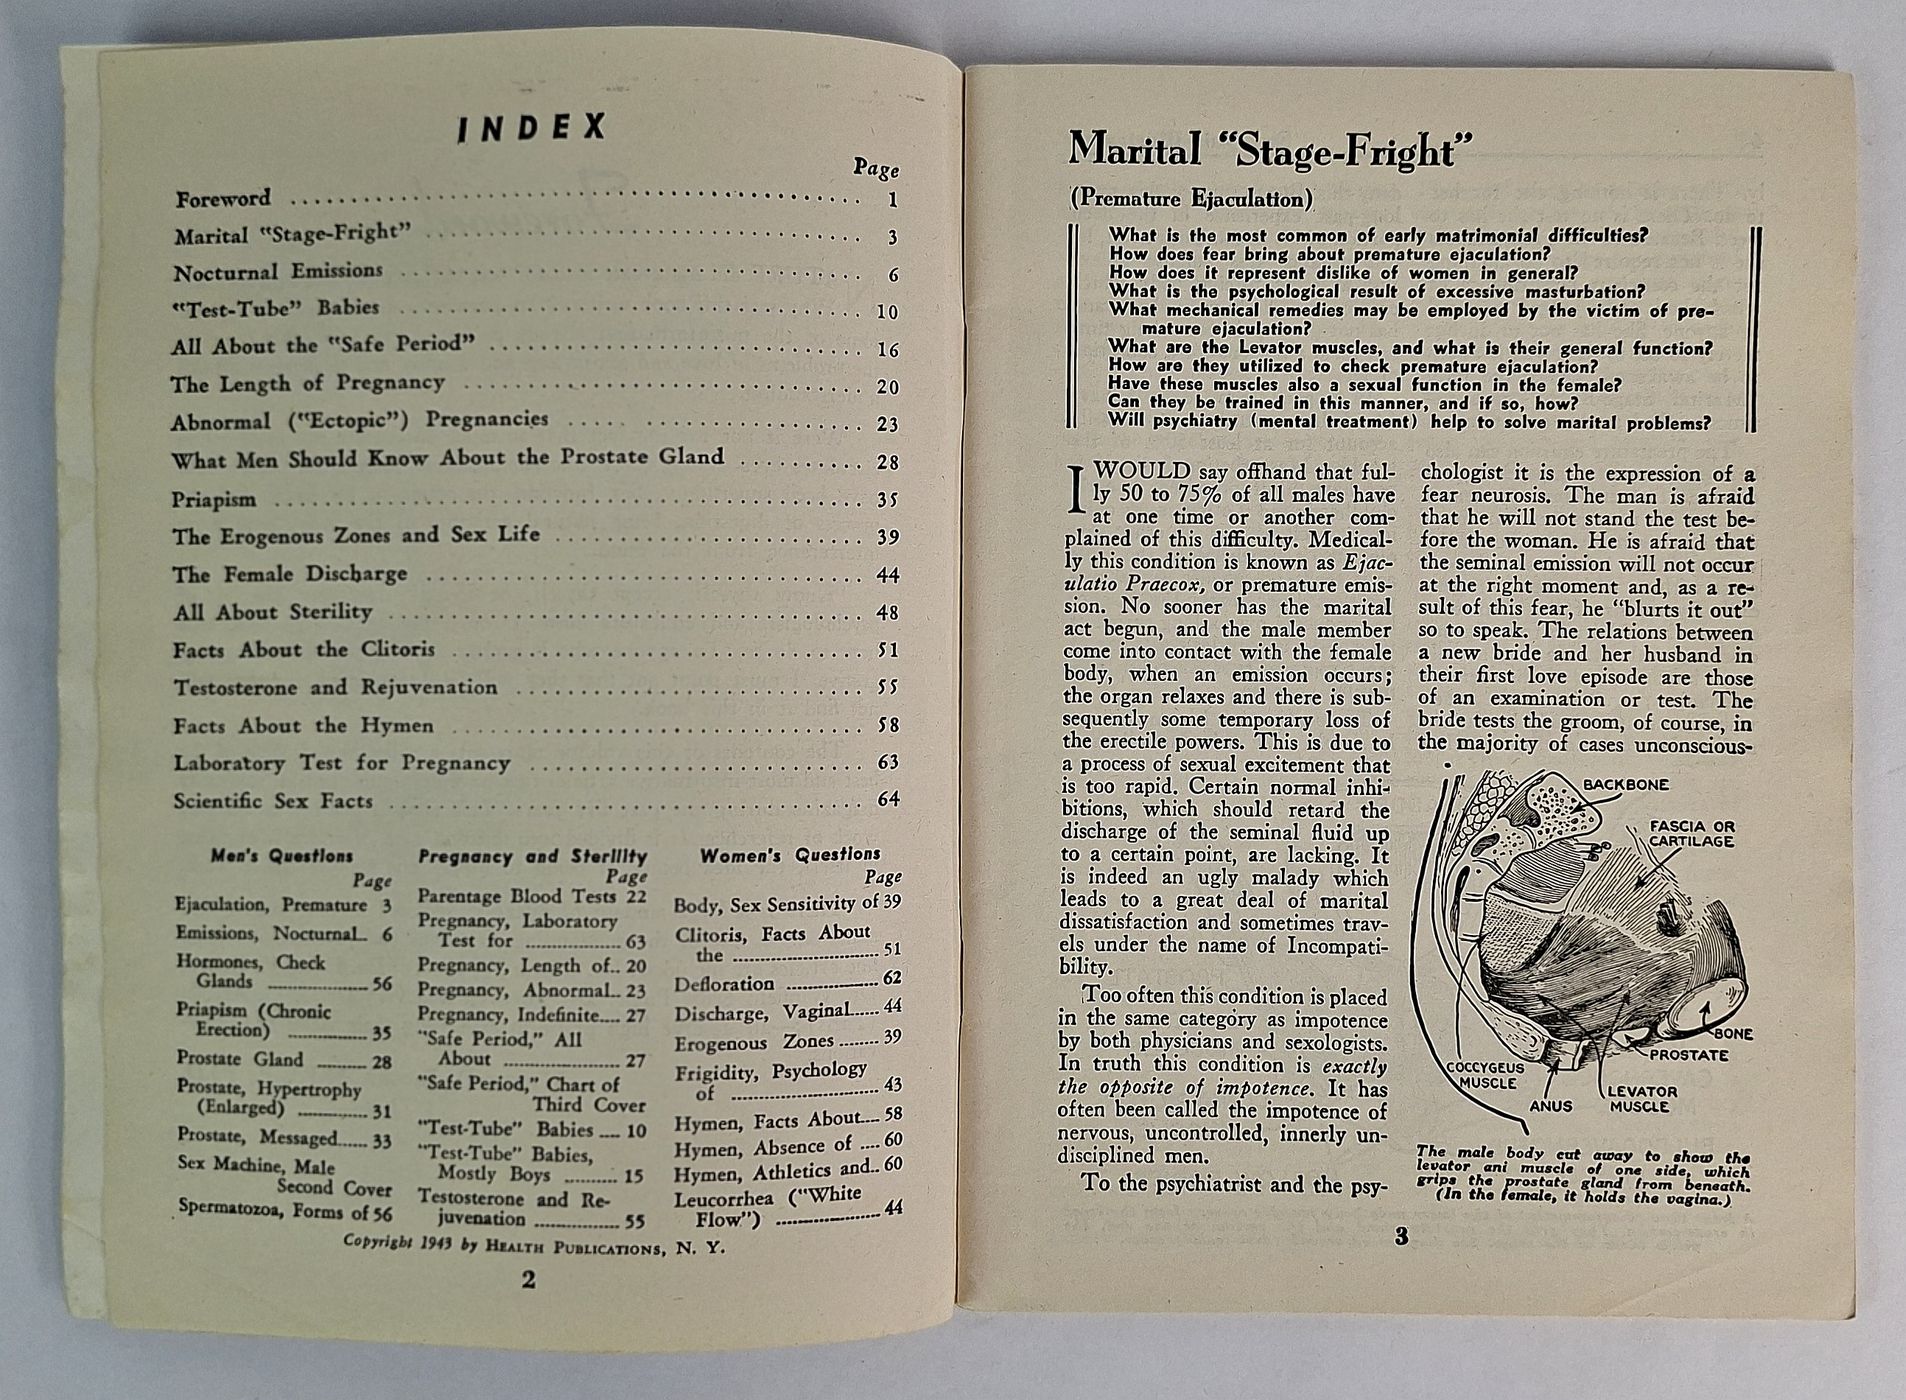 INDEX
Page
Foreword .......... 1
Marital "Stage-Fright" .......... 3
Nocturnal Emissions .......... 6
"Test-Tube" Babies .......... 10
All About the "Safe Period" .......... 16
The Length of Pregnancy .......... 20
Abnormal ("Ectopic") Pregnancies .......... 23
What Men Should Know About the Prostate Gland .......... 28
Priapism .......... 35
The Erogenous Zones and Sex Life .......... 39
The Female Discharge .......... 44
All About Sterility .......... 48
Facts About the Clitoris .......... 51
Testosterone and Rejuvenation .......... 55
Facts About the Hymen .......... 58
Laboratory Test for Pregnancy .......... 63
Scientific Sex Facts .......... 64
Men's Questions
Page
Ejaculation, Premature 3
Emissions, Nocturnal.. 6
Hormones, Check
Glands .......... 56
Priapism (Chronic
Erection) .......... 35
Prostate Gland .......... 28
Prostate, Hypertrophy
(Enlarged) .......... 31
Prostate, Messaged...... 33
Sex Machine, Male
Second Cover
Spermatozoa, Forms of 56
Pregnancy and Sterility
Page
Parentage Blood Tests 22
Pregnancy, Laboratory
Test for .......... 63
Pregnancy, Length of.. 20
Pregnancy, Abnormal.. 23
Pregnancy, Indefinite.... 27
"Safe Period," All
About .......... 27
"Safe Period," Chart of
Third Cover
"Test-Tube" Babies .... 10
"Test-Tube" Babies,
Mostly Boys .......... 15
Testosterone and Re-
juvenation .......... 55
Women's Questions
Page
Body, Sex Sensitivity of 39
Clitoris, Facts About
the .......... 51
Defloration .......... 62
Discharge, Vaginal...... 44
Erogenous Zones ........ 39
Frigidity, Psychology
of .......... 43
Hymen, Facts About.... 58
Hymen, Absence of .... 60
Hymen, Athletics and.. 60
Leucorrhea ("White
Flow") .......... 44
Copyright 1943 by HEALTH PUBLICATIONS, N. Y.
2
Marital "Stage-Fright"
(Premature Ejaculation)
What is the most common of early matrimonial difficulties?
How does fear bring about premature ejaculation?
How does it represent dislike of women in general?
What is the psychological result of excessive masturbation?
What mechanical remedies may be employed by the victim of pre-
mature ejaculation?
What are the Levator muscles, and what is their general function?
How are they utilized to check premature ejaculation?
Have these muscles also a sexual function in the female?
Can they be trained in this manner, and if so, how?
Will psychiatry (mental treatment) help to solve marital problems?
I WOULD say offhand that ful-
ly 50 to 75% of all males have
at one time or another com-
plained of this difficulty. Medical-
ly this condition is known as Ejac-
ulatio Praecox, or premature emis-
sion. No sooner has the marital
act begun, and the male member
come into contact with the female
body, when an emission occurs;
the organ relaxes and there is sub-
sequently some temporary loss of
the erectile powers. This is due to
a process of sexual excitement that
is too rapid. Certain normal inhi-
bitions, which should retard the
discharge of the seminal fluid up
to a certain point, are lacking. It
is indeed an ugly malady which
leads to a great deal of marital
dissatisfaction and sometimes trav-
els under the name of Incompati-
bility.
Too often this condition is placed
in the same category as impotence
by both physicians and sexologists.
In truth this condition is exactly
the opposite of impotence. It has
often been called the impotence of
nervous, uncontrolled, innerly un-
disciplined men.
To the psychiatrist and the psy-
chologist it is the expression of a
fear neurosis. The man is afraid
that he will not stand the test be-
fore the woman. He is afraid that
the seminal emission will not occur
at the right moment and, as a re-
sult of this fear, he "blurts it out"
so to speak. The relations between
a new bride and her husband in
their first love episode are those
of an examination or test. The
bride tests the groom, of course, in
the majority of cases unconscious-
BACKBONE
FASCIA OR
CARTILAGE
BONE
PROSTATE
COCCYGEUS
MUSCLE
LEVATOR
MUSCLE
ANUS
The male body cut away to show the
levator ani muscle of one side, which
grips the prostate gland from beneath.
(In the female, it holds the vagina.)
3